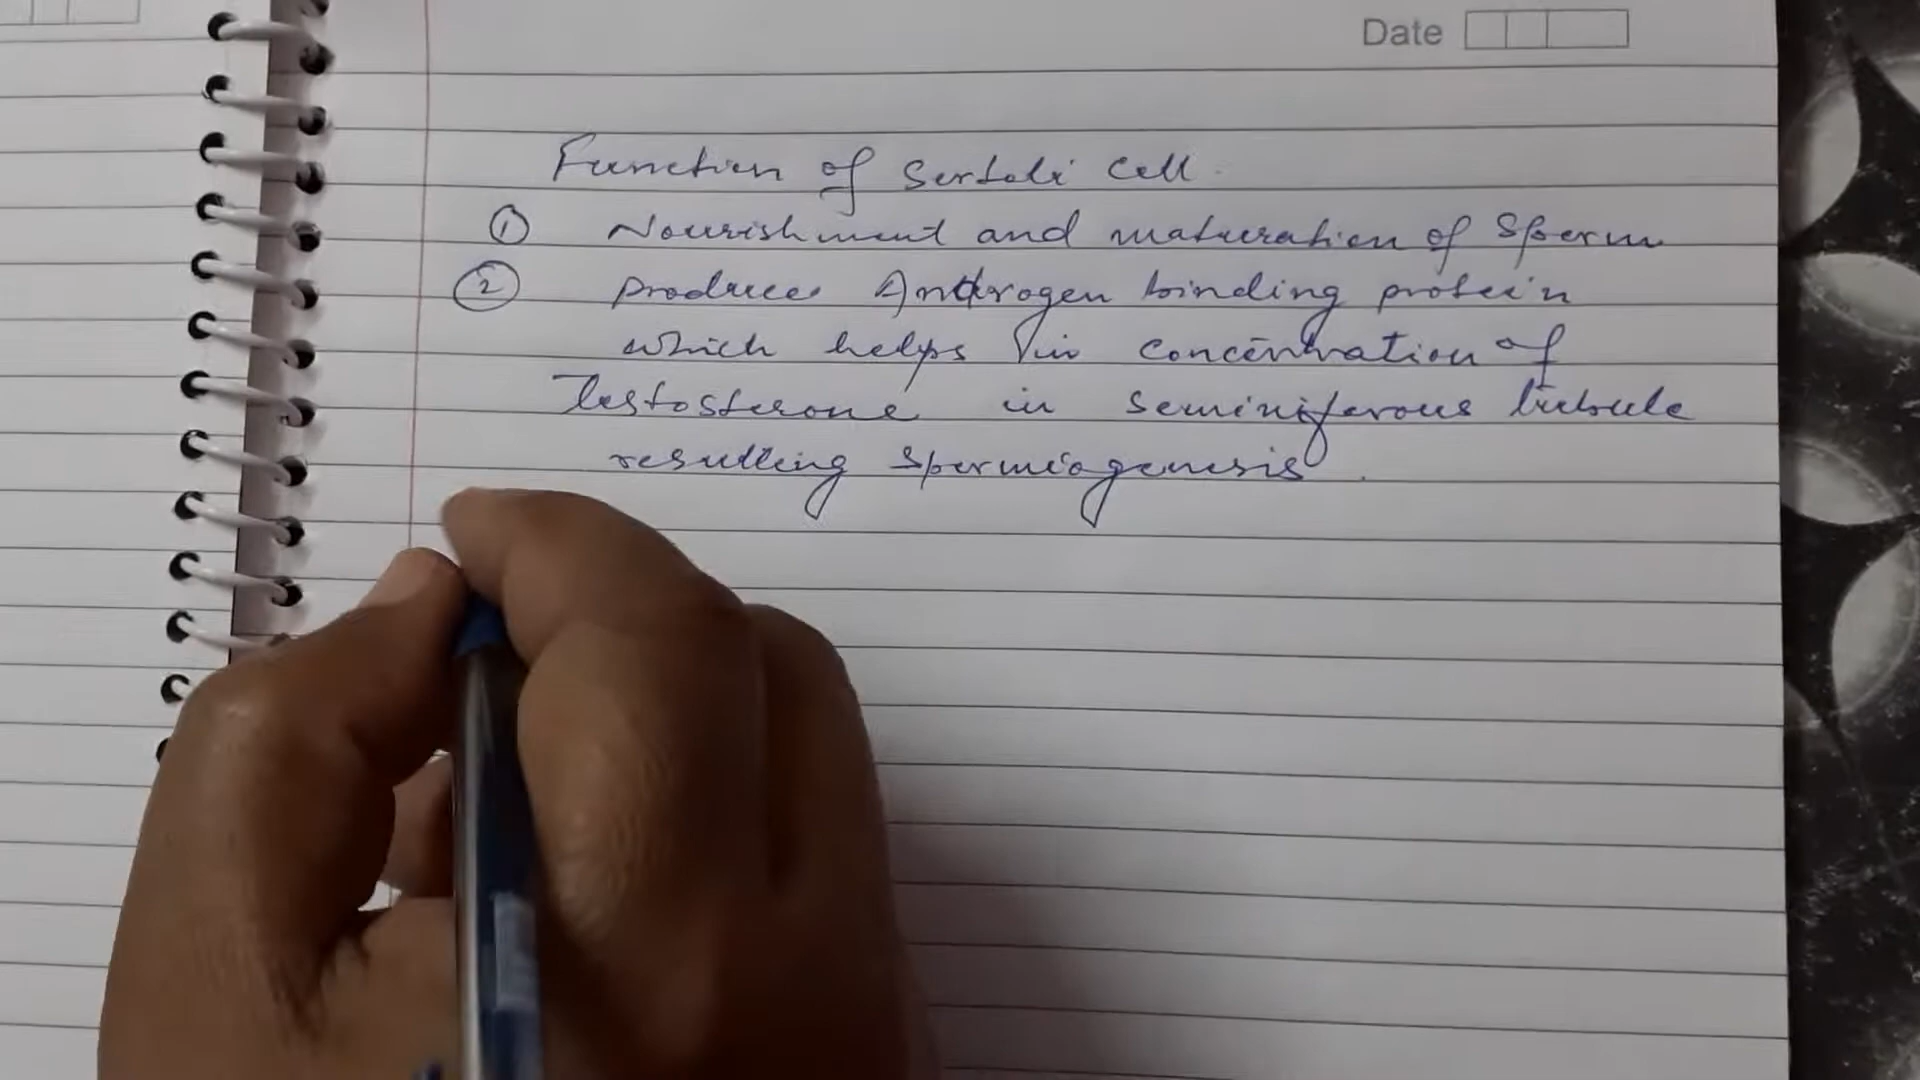 Date
Function of Sertoli Cell.
① Nourishment and maturation of Sperm
② produces Androgen binding protein
which helps in concentration of
Testosterone in seminiferous tubule
resulting spermiogenesis.